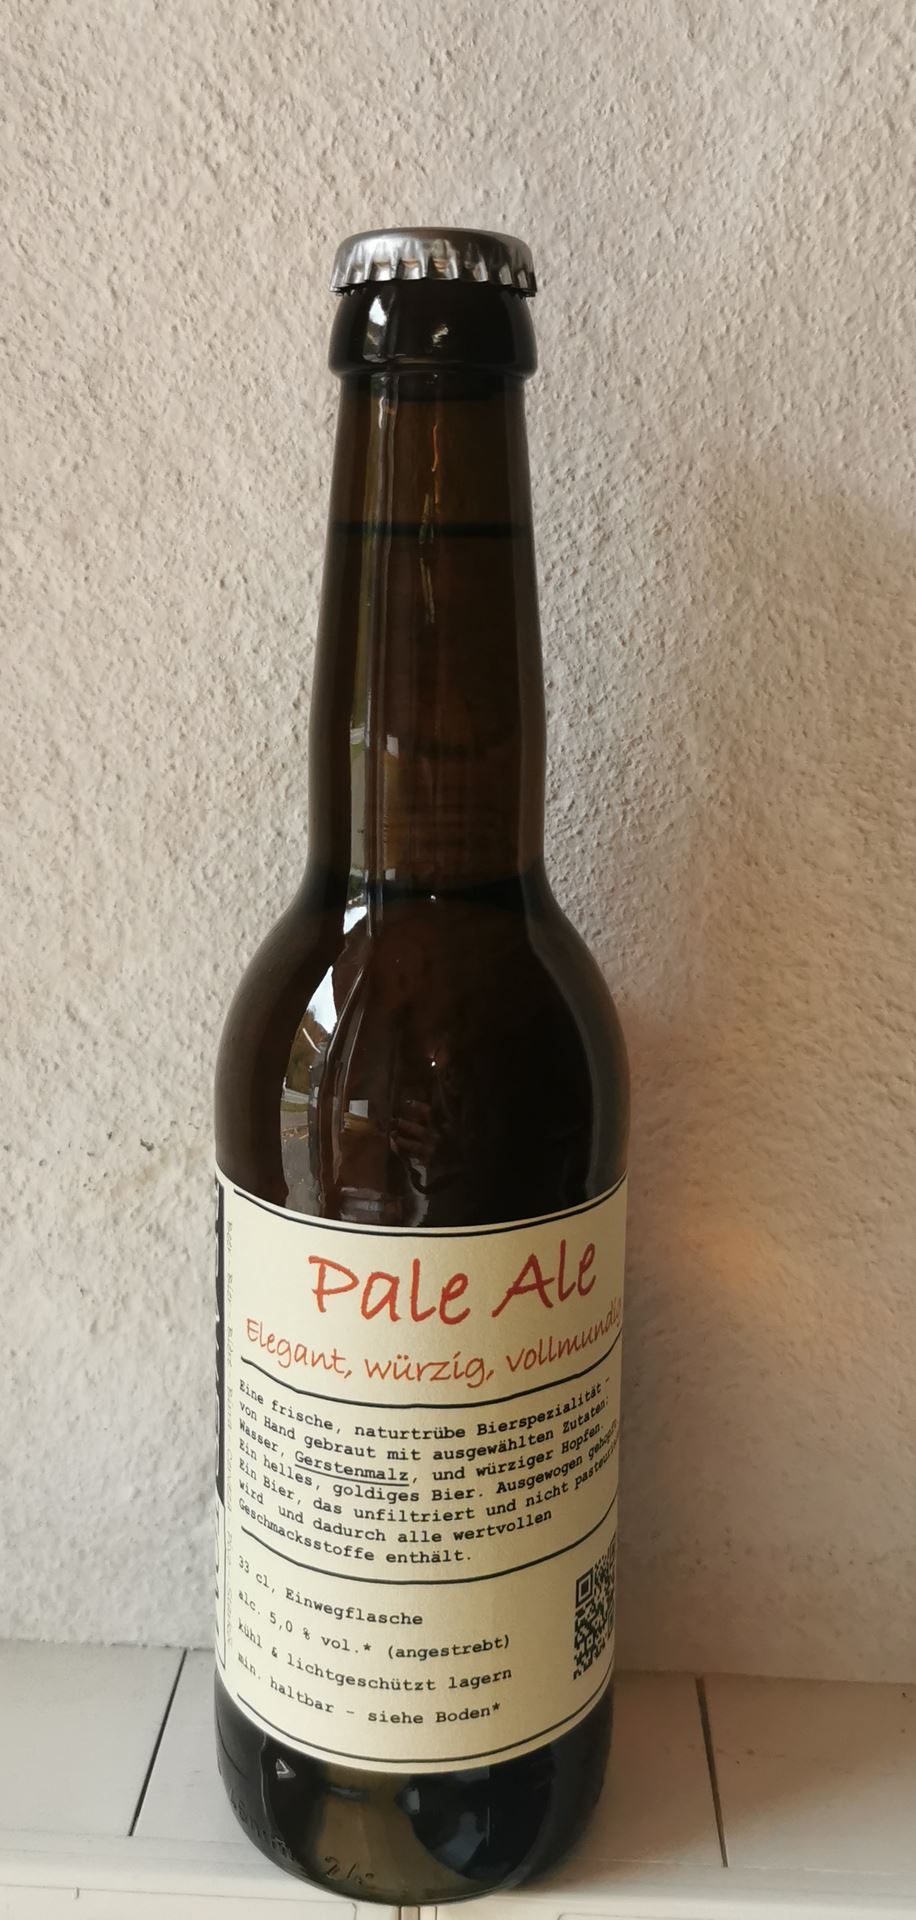 Pale Ale
Elegant, würzig, vollmundig
Eine frische, naturtrübe Bierspezialität -
von Hand gebraut mit ausgewählten Zutaten:
Wasser, Gerstenmalz, und würziger Hopfen.
Ein helles, goldiges Bier. Ausgewogen gehopft.
Ein Bier, das unfiltriert und nicht pasteurisiert
wird und dadurch alle wertvollen
Geschmacksstoffe enthält.
33 cl, Einwegflasche
alc. 5,0 % vol.* (angestrebt)
kühl & lichtgeschützt lagern
min. haltbar - siehe Boden*